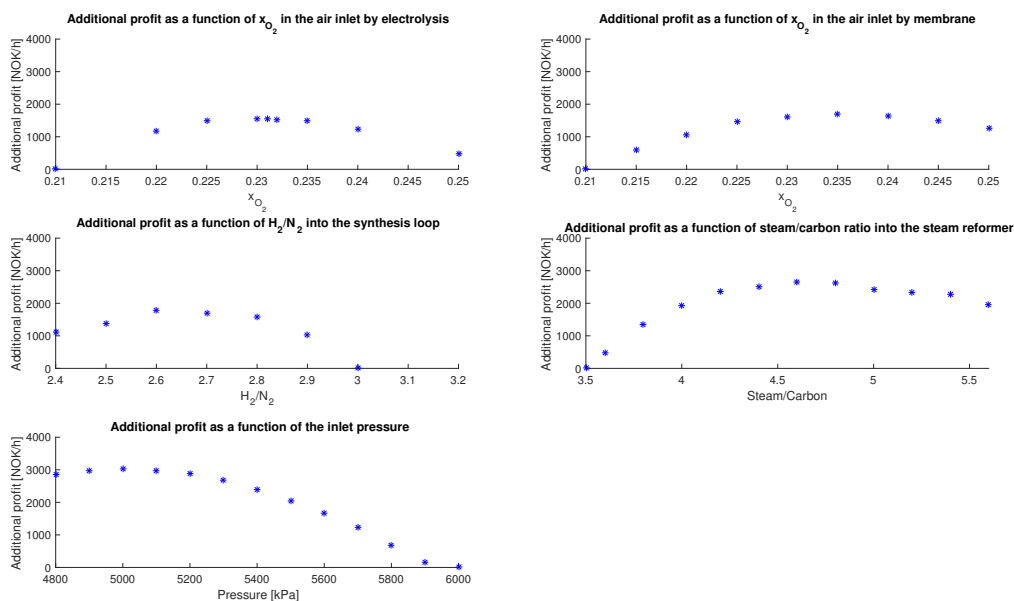 Additional profit as a function of x_O2 in the air inlet by electrolysis
Additional profit [NOK/h]
4000
3000
2000
1000
0
0.21 0.215 0.22 0.225 0.23 0.235 0.24 0.245 0.25
x_O2
Additional profit as a function of x_O2 in the air inlet by membrane
Additional profit [NOK/h]
4000
3000
2000
1000
0
0.21 0.215 0.22 0.225 0.23 0.235 0.24 0.245 0.25
x_O2
Additional profit as a function of H2/N2 into the synthesis loop
Additional profit [NOK/h]
4000
3000
2000
1000
0
2.4 2.5 2.6 2.7 2.8 2.9 3 3.1 3.2
H2/N2
Additional profit as a function of steam/carbon ratio into the steam reformer
Additional profit [NOK/h]
4000
3000
2000
1000
0
3.5 4 4.5 5 5.5
Steam/Carbon
Additional profit as a function of the inlet pressure
Additional profit [NOK/h]
4000
3000
2000
1000
0
4800 5000 5200 5400 5600 5800 6000
Pressure [kPa]